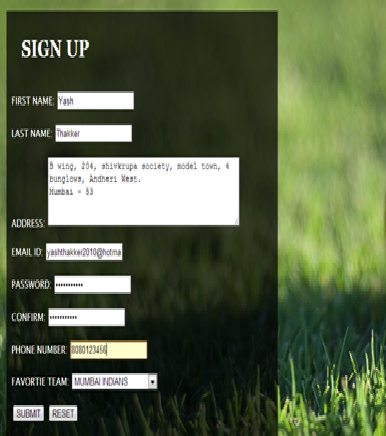 SIGN UP
FIRST NAME: Yash
LAST NAME: Thakker
B wing, 204, shivkrupa society, model town, 4
bunglows, Andheri West.
Mumbai - 53
ADDRESS:
EMAIL ID: yashthakker2010@hotma
PASSWORD: •••••••••••
CONFIRM: •••••••••••
PHONE NUMBER: 8080123456
FAVORTIE TEAM: MUMBAI INDIANS
SUBMIT RESET